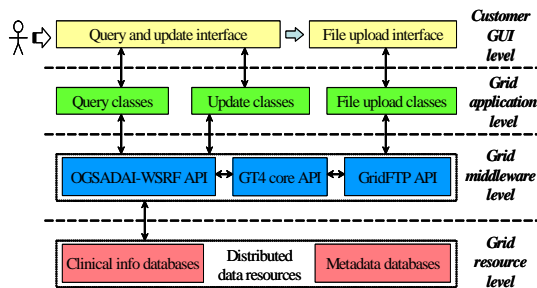 Query and update interface
File upload interface
Customer
GUI
level
Query classes
Update classes
File upload classes
Grid
application
level
OGSADAI-WSRF API
GT4 core API
GridFTP API
Grid
middleware
level
Clinical info databases
Distributed
data resources
Metadata databases
Grid
resource
level